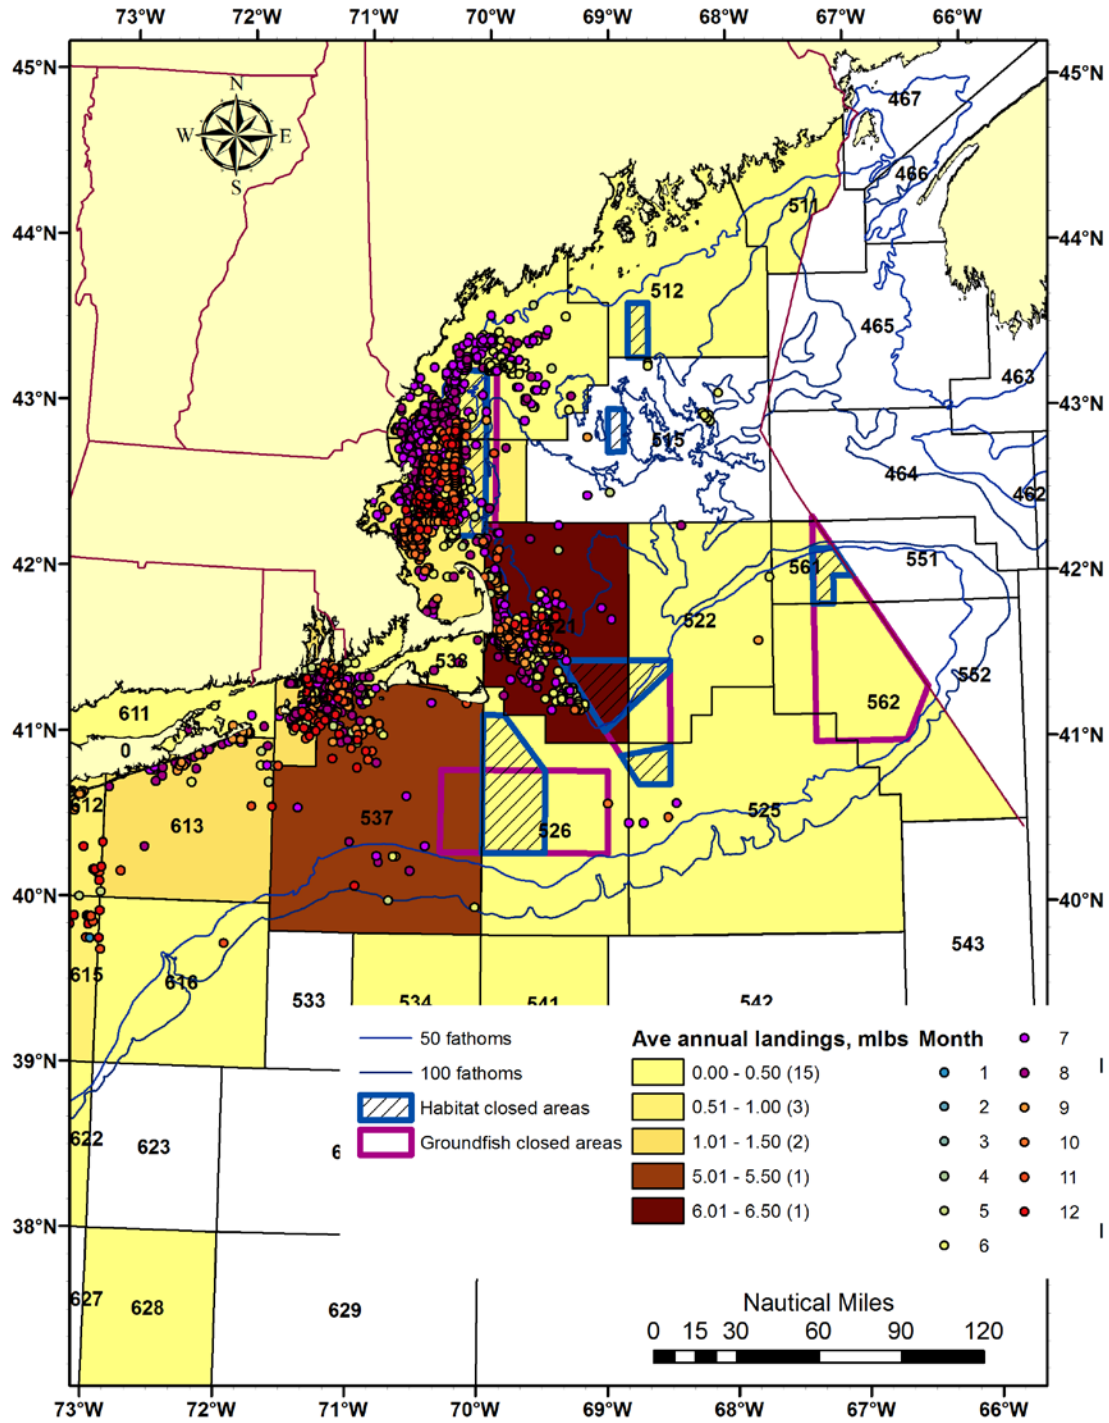 73°W 72°W 71°W 70°W 69°W 68°W 67°W 66°W
45°N 45°N
N
W E
S
467
466
511
44°N 44°N
512
465
463
43°N 43°N
515
464
462
42°N 42°N
551
561
522
521
538
552
562
611
41°N 41°N
0
612
613
537
526
525
40°N 40°N
543
615
616
533 534 541 542
39°N
50 fathoms
100 fathoms
Habitat closed areas
Groundfish closed areas
Ave annual landings, mlbs
0.00 - 0.50 (15)
0.51 - 1.00 (3)
1.01 - 1.50 (2)
5.01 - 5.50 (1)
6.01 - 6.50 (1)
Month
1
2
3
4
5
6
7
8
9
10
11
12
622
623
38°N
627
628
629
Nautical Miles
0 15 30 60 90 120
73°W 72°W 71°W 70°W 69°W 68°W 67°W 66°W